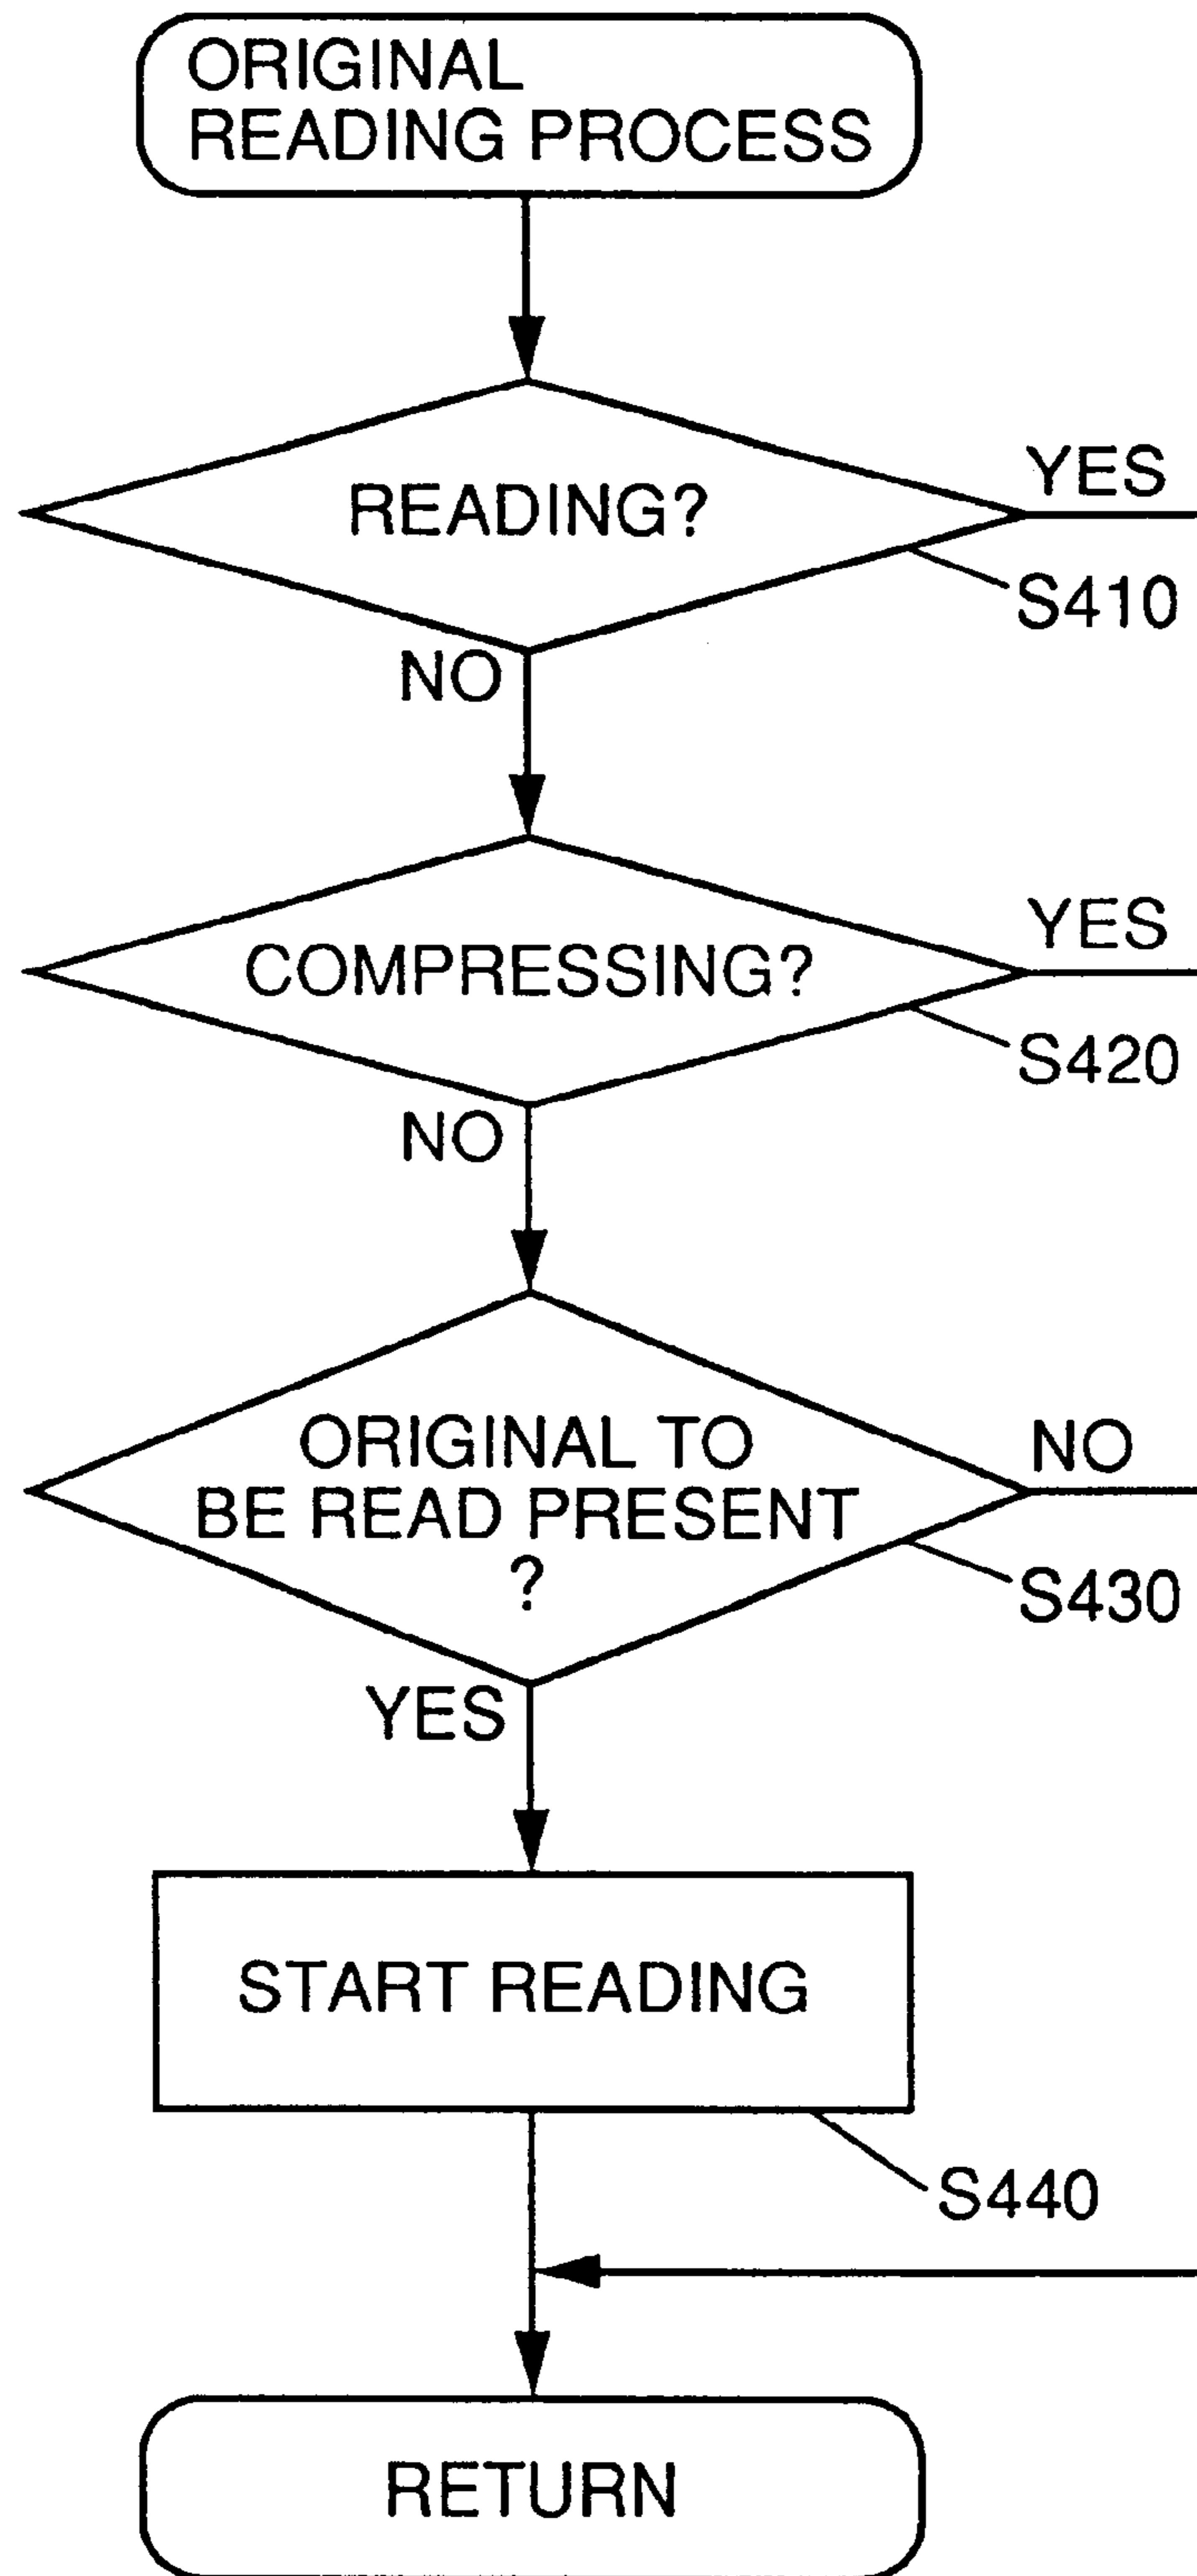 ORIGINAL
READING PROCESS
READING?
YES
S410
NO
COMPRESSING?
YES
S420
NO
ORIGINAL TO
BE READ PRESENT
?
NO
S430
YES
START READING
S440
RETURN